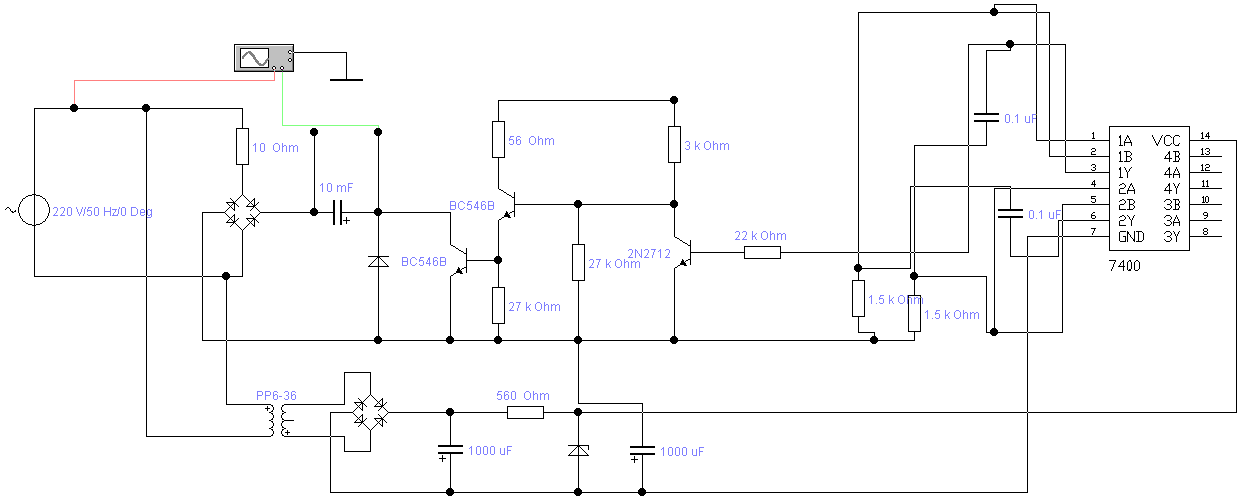 10 Ohm
220 V/50 Hz/0 Deg
10 mF
+
56 Ohm
3 k Ohm
BC546B
BC546B
27 k Ohm
27 k Ohm
2N2712
22 k Ohm
0.1 uF
0.1 uF
1.5 k Ohm
1.5 k Ohm
1 1A VCC 14
2 1B 4B 13
3 1Y 4A 12
4 2A 4Y 11
5 2B 3B 10
6 2Y 3A 9
7 GND 3Y 8
7400
PP6-36
+
+
560 Ohm
1000 uF
+
1000 uF
+